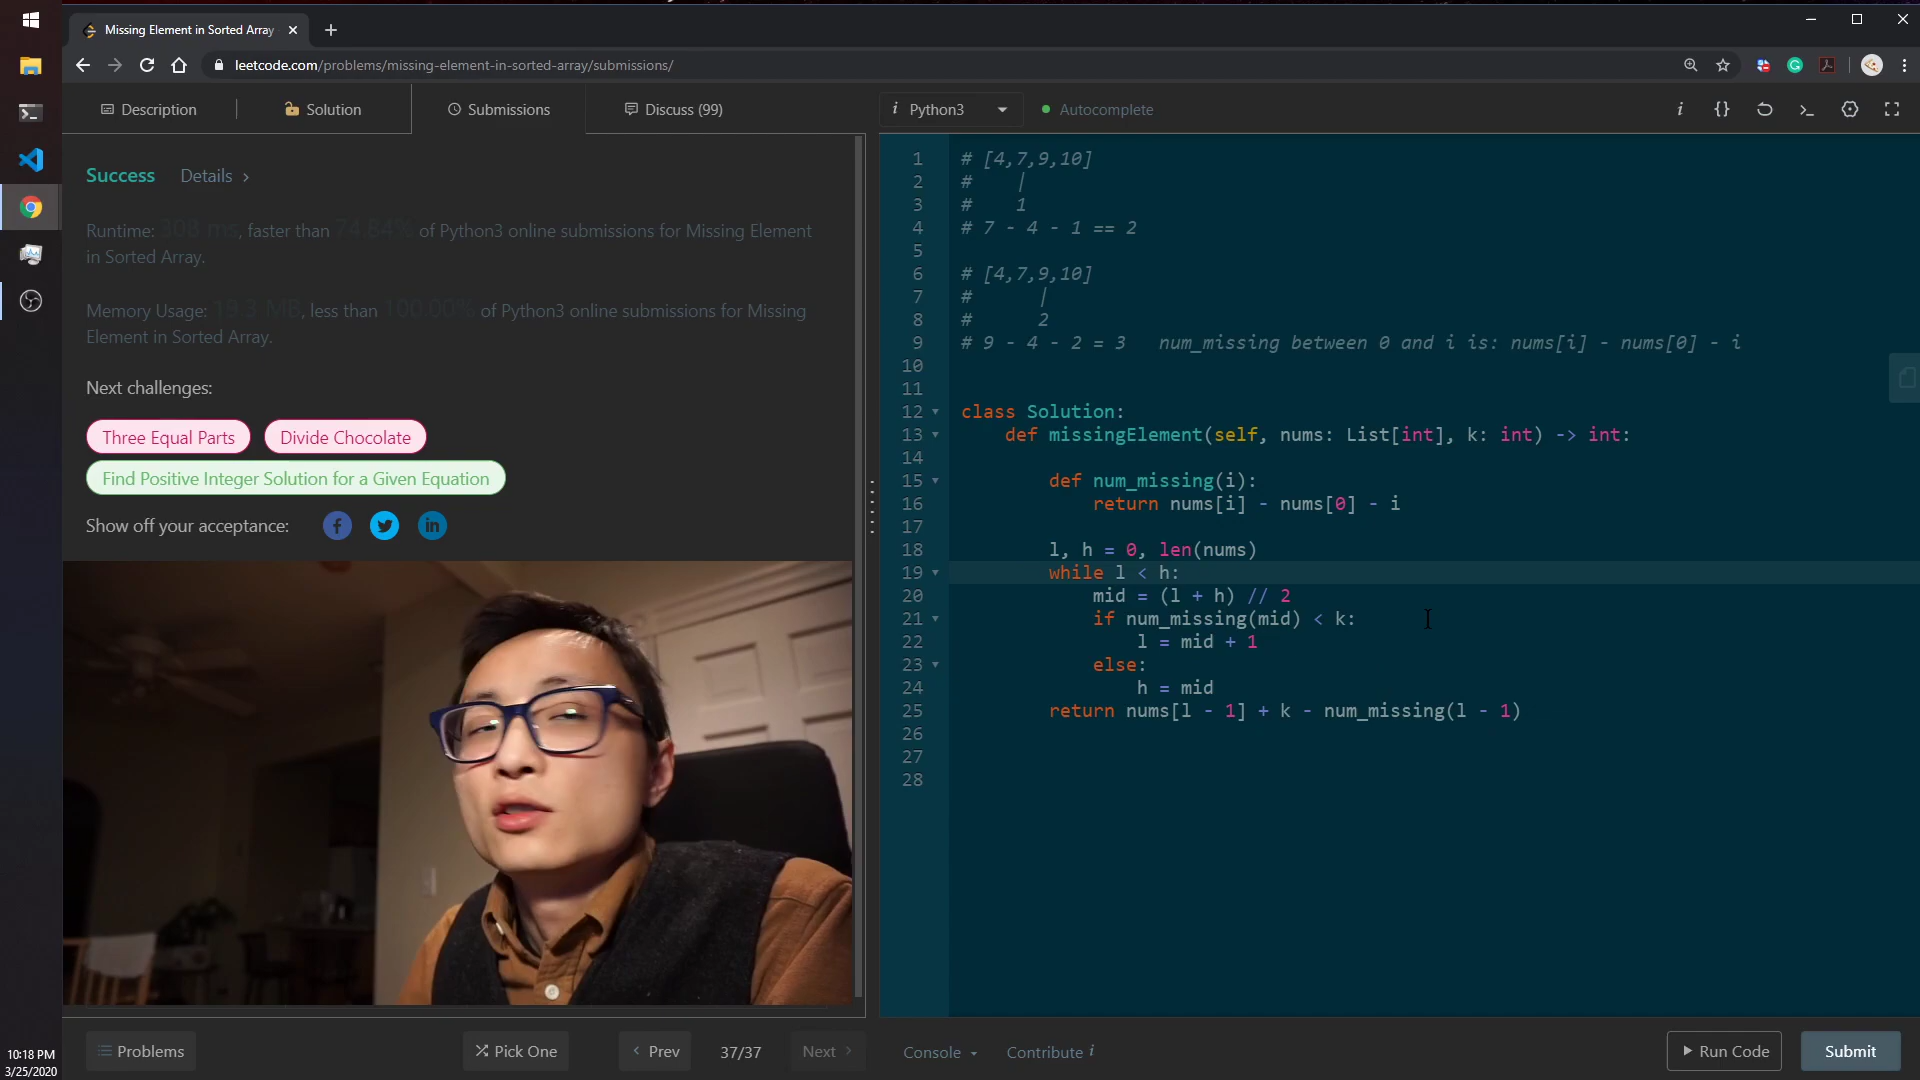 Missing Element in Sorted Array
leetcode.com/problems/missing-element-in-sorted-array/submissions/
Description
Solution
Submissions
Discuss (99)
i Python3
Autocomplete
Success Details >
Runtime: 308 ms, faster than 74.84% of Python3 online submissions for Missing Element
in Sorted Array.
Memory Usage: 13.3 MB, less than 100.00% of Python3 online submissions for Missing
Element in Sorted Array.
Next challenges:
Three Equal Parts
Divide Chocolate
Find Positive Integer Solution for a Given Equation
Show off your acceptance:
1 # [4,7,9,10]
2 #    |
3 #    1
4 # 7 - 4 - 1 == 2
5
6 # [4,7,9,10]
7 #      |
8 #      2
9 # 9 - 4 - 2 = 3   num_missing between 0 and i is: nums[i] - nums[0] - i
10
11
12 class Solution:
13     def missingElement(self, nums: List[int], k: int) -> int:
14
15         def num_missing(i):
16             return nums[i] - nums[0] - i
17
18         l, h = 0, len(nums)
19         while l < h:
20             mid = (l + h) // 2
21             if num_missing(mid) < k:
22                 l = mid + 1
23             else:
24                 h = mid
25         return nums[l - 1] + k - num_missing(l - 1)
26
27
28
Problems
Pick One
< Prev
37/37
Next >
Console
Contribute i
Run Code
Submit
10:18 PM
3/25/2020